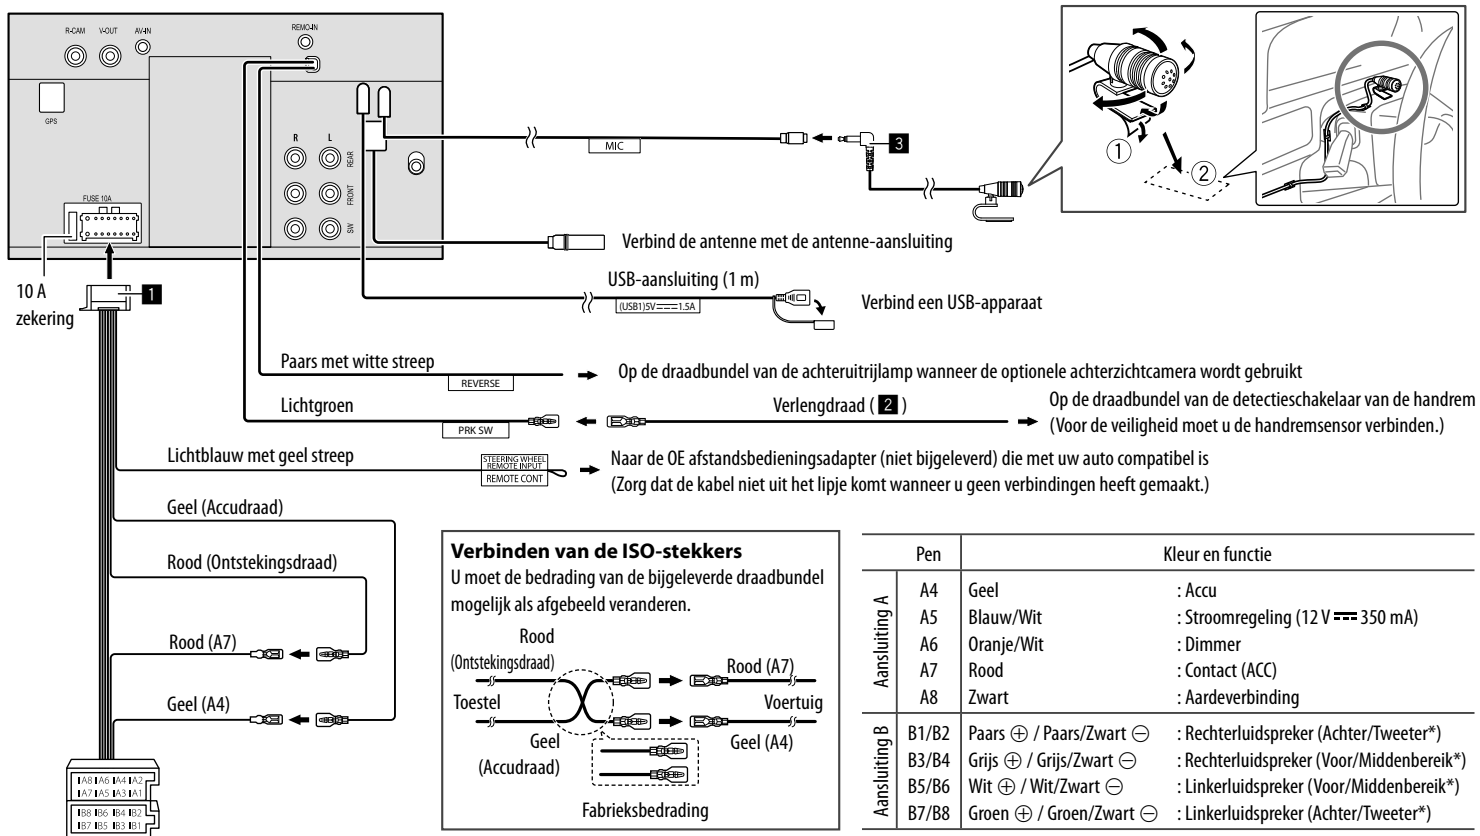 R-CAM
V-OUT
AV-IN
REMO-IN
GPS
R
L
REAR
FRONT
SW
FUSE 10A
MIC
3
1
2
Verbind de antenne met de antenne-aansluiting
10 A
zekering
1
USB-aansluiting (1 m)
(USB1)5V⎓1.5A
Verbind een USB-apparaat
Paars met witte streep
REVERSE
Op de draadbundel van de achteruitrijlamp wanneer de optionele achterzichtcamera wordt gebruikt
Lichtgroen
PRK SW
Verlengdraad ( 2 )
Op de draadbundel van de detectieschakelaar van de handrem
(Voor de veiligheid moet u de handremsensor verbinden.)
Lichtblauw met geel streep
STEERING WHEEL
REMOTE INPUT
REMOTE CONT
Naar de OE afstandsbedieningsadapter (niet bijgeleverd) die met uw auto compatibel is
(Zorg dat de kabel niet uit het lipje komt wanneer u geen verbindingen heeft gemaakt.)
Geel (Accudraad)
Rood (Ontstekingsdraad)
Rood (A7)
Geel (A4)
A8 A6 A4 A2
A7 A5 A3 A1
B8 B6 B4 B2
B7 B5 B3 B1
Verbinden van de ISO-stekkers
U moet de bedrading van de bijgeleverde draadbundel
mogelijk als afgebeeld veranderen.
Rood
(Ontstekingsdraad)
Rood (A7)
Toestel
Voertuig
Geel
(Accudraad)
Geel (A4)
Fabrieksbedrading
Pen Kleur en functie
Aansluiting A
A4 Geel : Accu
A5 Blauw/Wit : Stroomregeling (12 V ⎓ 350 mA)
A6 Oranje/Wit : Dimmer
A7 Rood : Contact (ACC)
A8 Zwart : Aardeverbinding
Aansluiting B
B1/B2 Paars ⊕ / Paars/Zwart ⊖ : Rechterluidspreker (Achter/Tweeter*)
B3/B4 Grijs ⊕ / Grijs/Zwart ⊖ : Rechterluidspreker (Voor/Middenbereik*)
B5/B6 Wit ⊕ / Wit/Zwart ⊖ : Linkerluidspreker (Voor/Middenbereik*)
B7/B8 Groen ⊕ / Groen/Zwart ⊖ : Linkerluidspreker (Achter/Tweeter*)